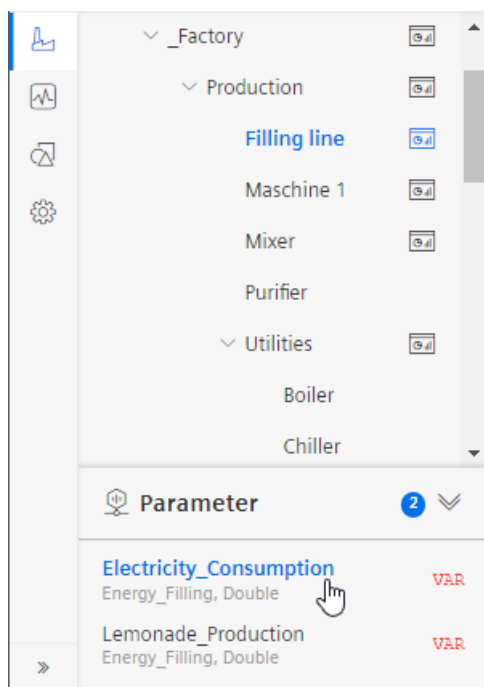 _Factory
Production
Filling line
Maschine 1
Mixer
Purifier
Utilities
Boiler
Chiller
Parameter 2
Electricity_Consumption
Energy_Filling, Double
VAR
Lemonade_Production
Energy_Filling, Double
VAR